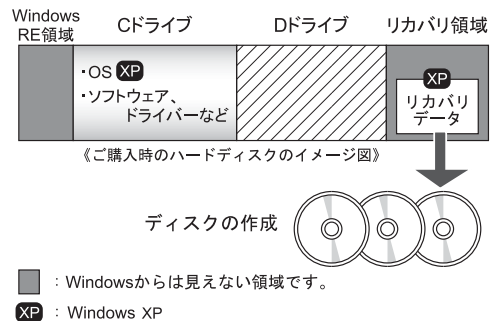 Windows
RE領域
Cドライブ
Dドライブ
リカバリ領域
・OS XP
・ソフトウェア、
ドライバーなど
XP
リカバリ
データ
《ご購入時のハードディスクのイメージ図》
ディスクの作成
：Windowsからは見えない領域です。
XP：Windows XP